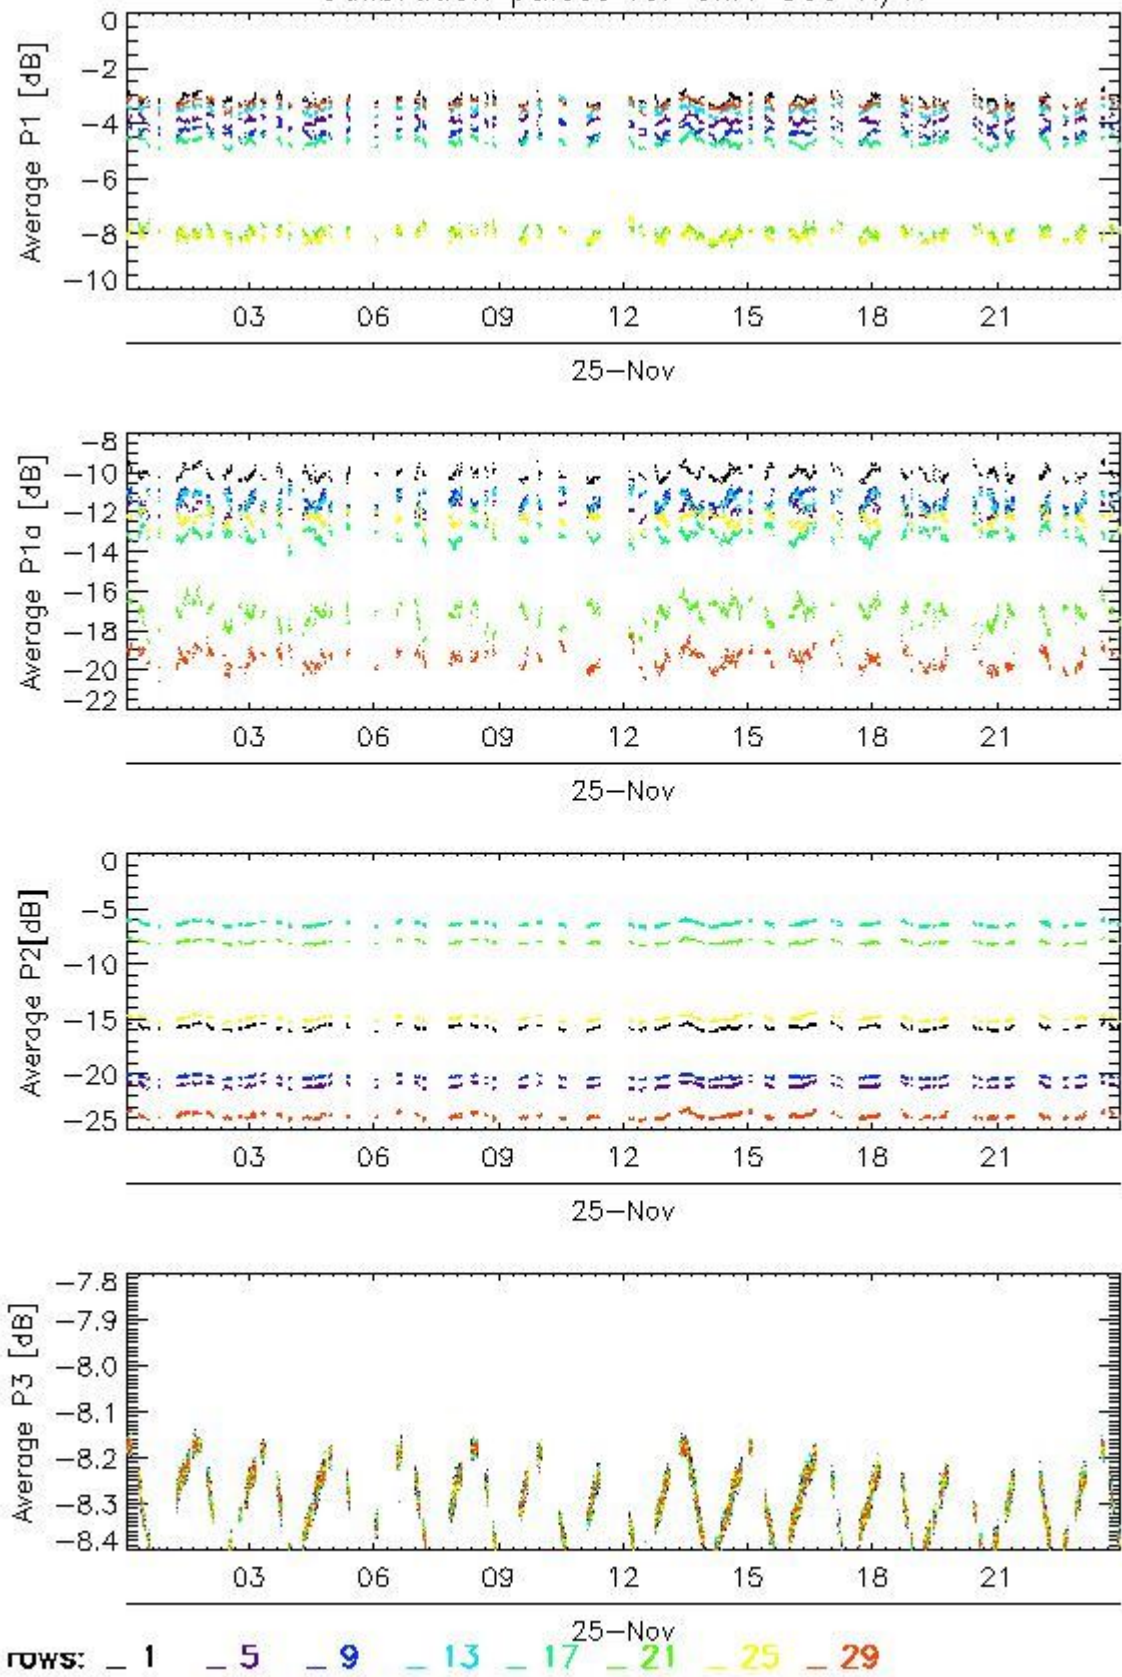 0
-2
-4
-6
-8
-10
Average P1 [dB]
03 06 09 12 15 18 21
25-Nov
-8
-10
-12
-14
-16
-18
-20
-22
Average P1a [dB]
03 06 09 12 15 18 21
25-Nov
0
-5
-10
-15
-20
-25
Average P2[dB]
03 06 09 12 15 18 21
25-Nov
-7.8
-7.9
-8.0
-8.1
-8.2
-8.3
-8.4
Average P3 [dB]
03 06 09 12 15 18 21
25-Nov
rows: _ 1 _ 5 _ 9 _ 13 _ 17 _ 21 _ 25 _ 29